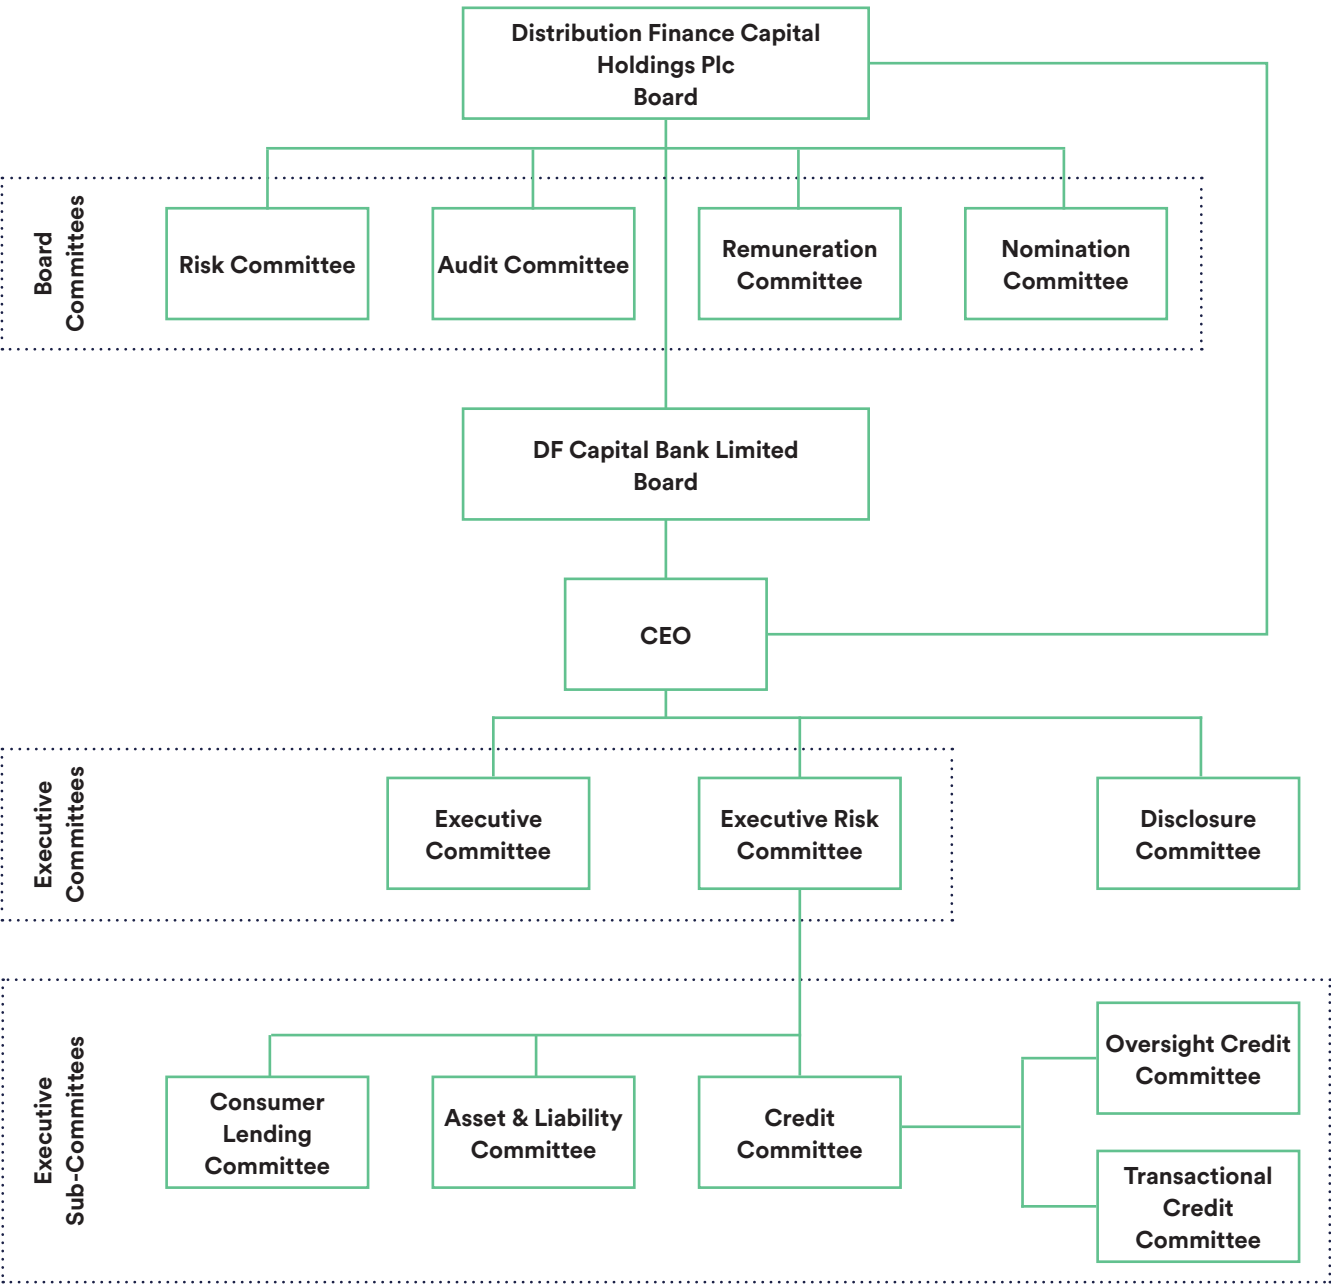 Distribution Finance Capital
Holdings Plc
Board
Board
Committees
Risk Committee
Audit Committee
Remuneration
Committee
Nomination
Committee
DF Capital Bank Limited
Board
CEO
Executive
Committees
Executive
Committee
Executive Risk
Committee
Disclosure
Committee
Executive
Sub-Committees
Consumer
Lending
Committee
Asset & Liability
Committee
Credit
Committee
Oversight Credit
Committee
Transactional
Credit
Committee